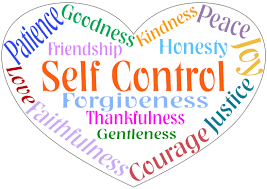 Patience
Goodness
Kindness
Peace
Joy
Friendship
Honesty
Love
Self Control
Forgiveness
Justice
Thankfulness
Faithfulness
Gentleness
Courage